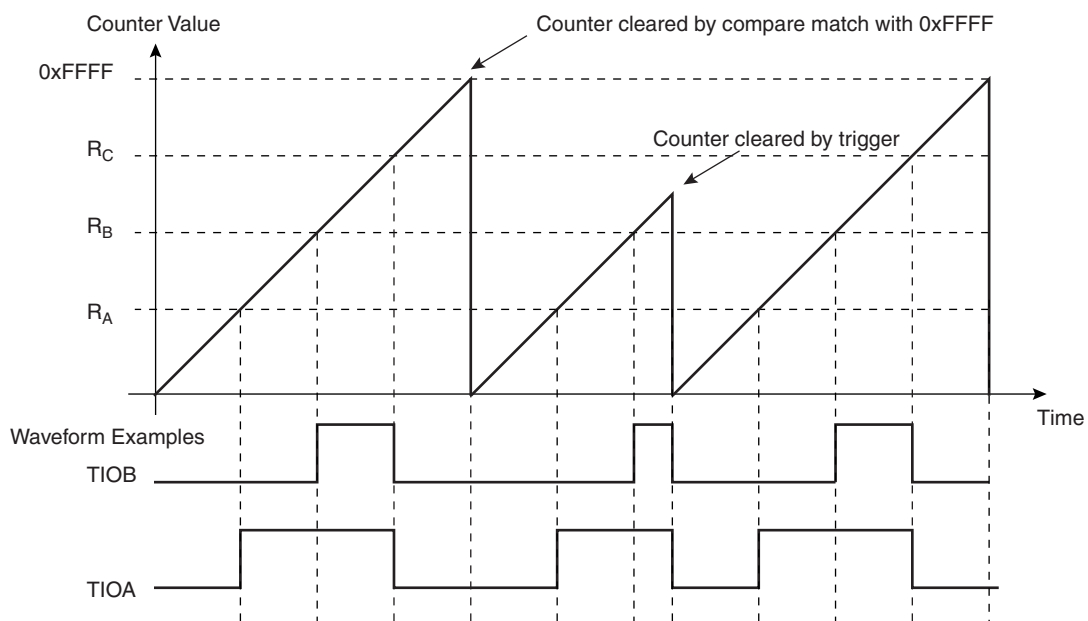 Counter Value
Counter cleared by compare match with 0xFFFF
0xFFFF
Counter cleared by trigger
RC
RB
RA
Time
Waveform Examples
TIOB
TIOA